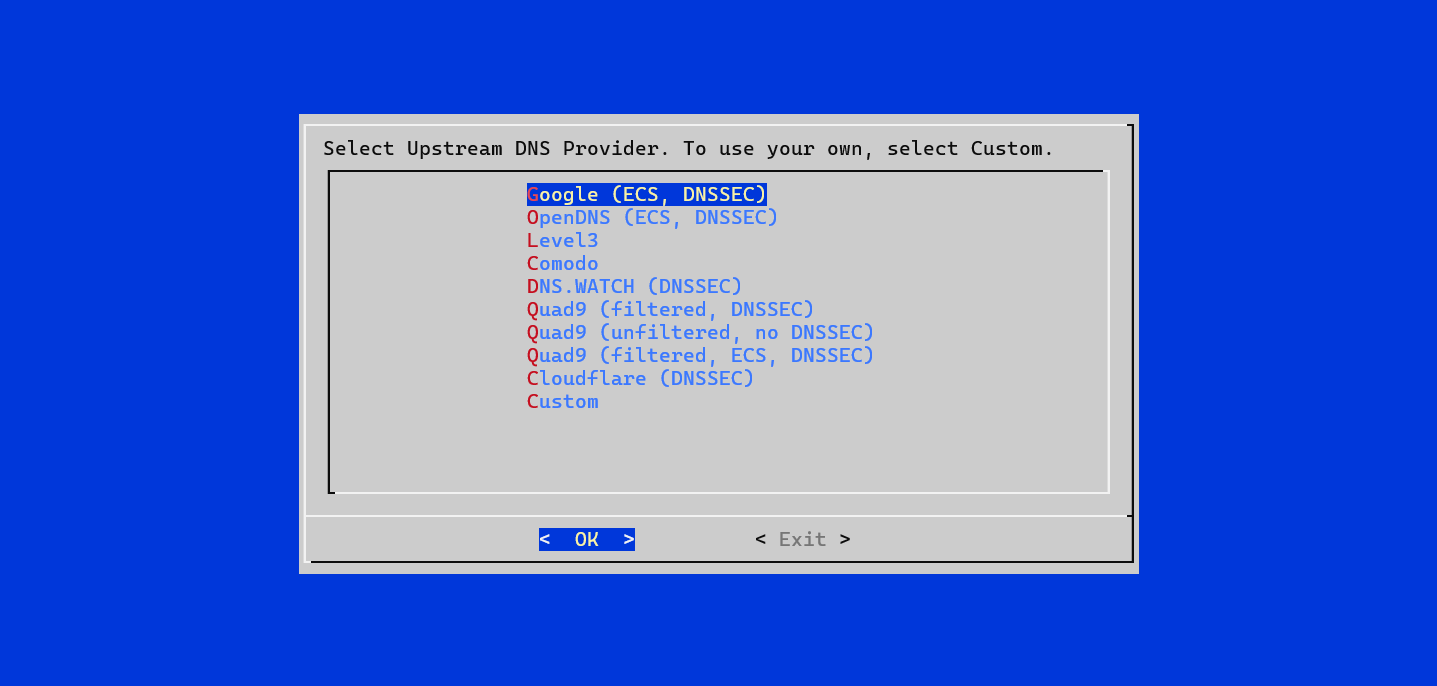 Select Upstream DNS Provider. To use your own, select Custom.
Google (ECS, DNSSEC)
OpenDNS (ECS, DNSSEC)
Level3
Comodo
DNS.WATCH (DNSSEC)
Quad9 (filtered, DNSSEC)
Quad9 (unfiltered, no DNSSEC)
Quad9 (filtered, ECS, DNSSEC)
Cloudflare (DNSSEC)
Custom
<  OK  > < Exit >